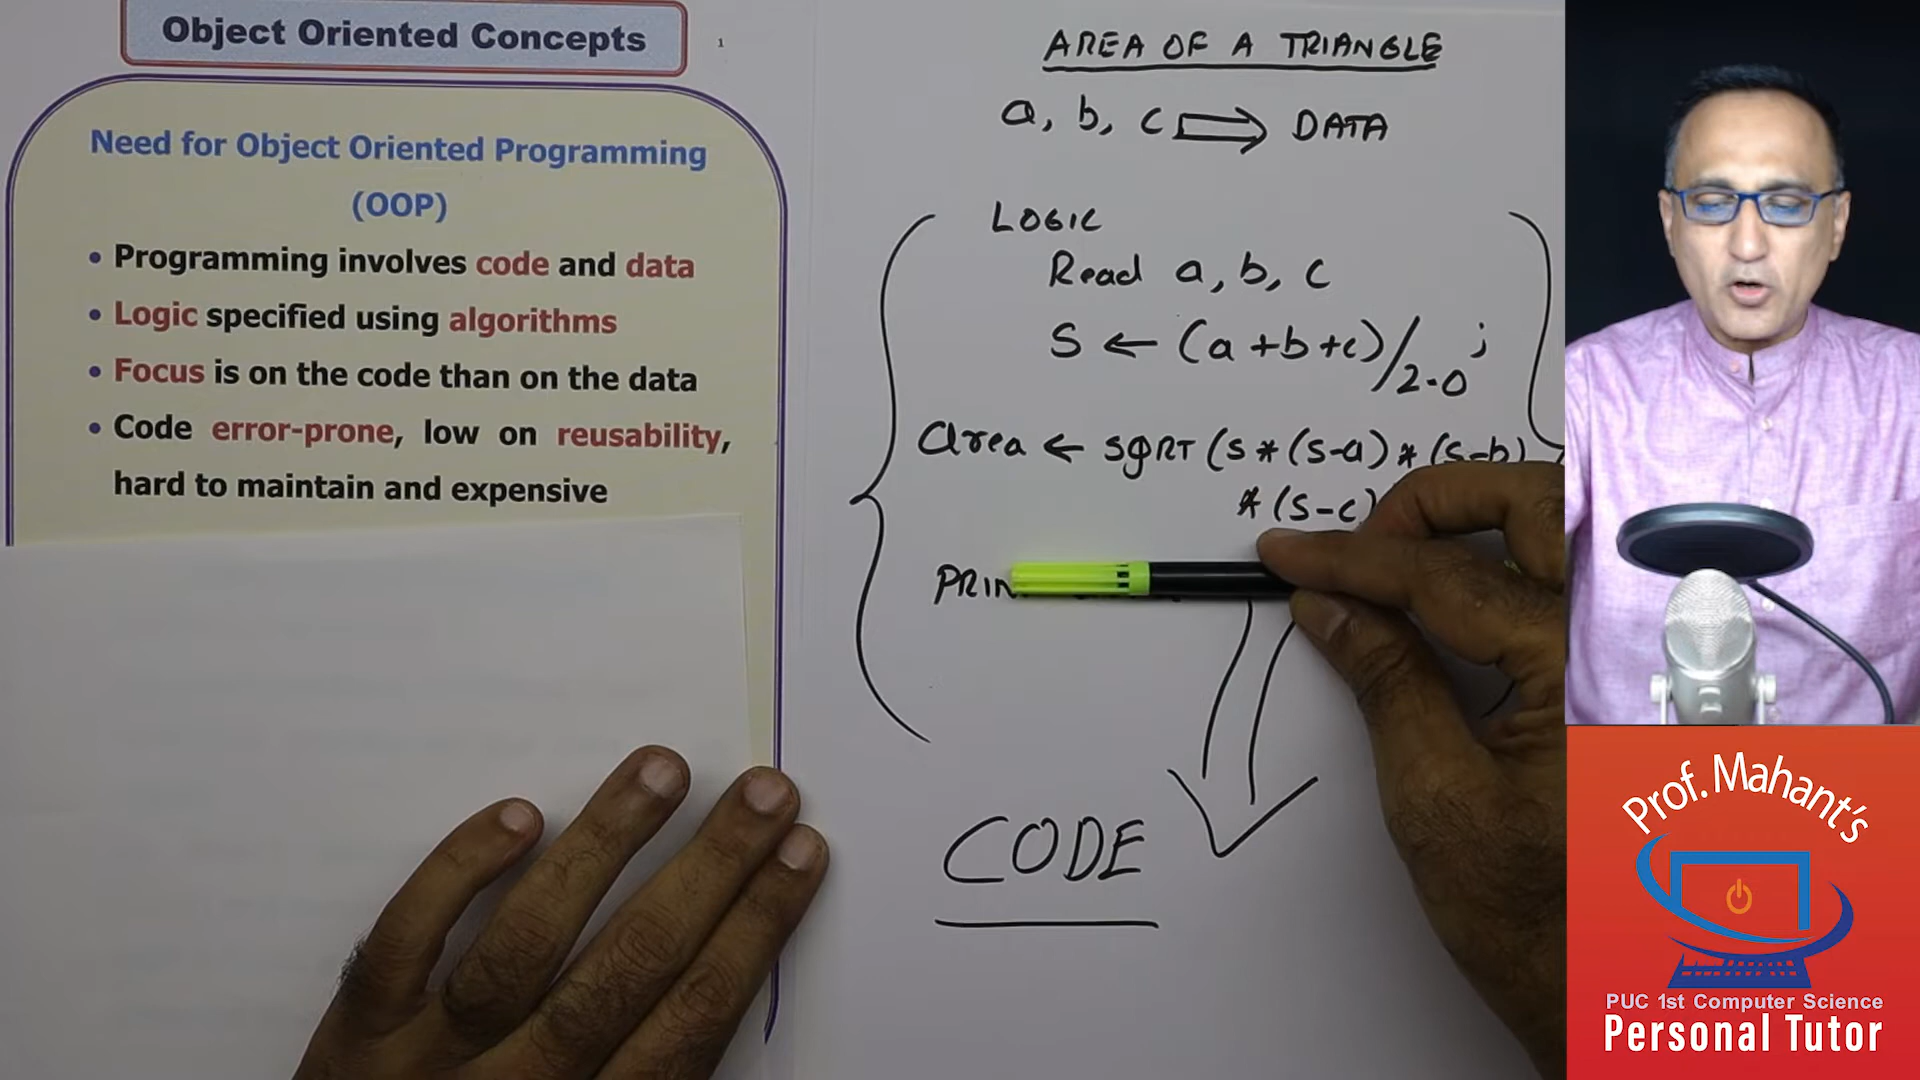 Object Oriented Concepts
1
Need for Object Oriented Programming
(OOP)
• Programming involves code and data
• Logic specified using algorithms
• Focus is on the code than on the data
• Code error-prone, low on reusability,
hard to maintain and expensive
AREA OF A TRIANGLE
a, b, c ⇒ DATA
LOGIC
Read a, b, c
S ← (a+b+c)/2.0 ;
area ← SQRT (S * (S-a) * (S-b)
* (S-c)
CODE
Prof. Mahant's
PUC 1st Computer Science
Personal Tutor